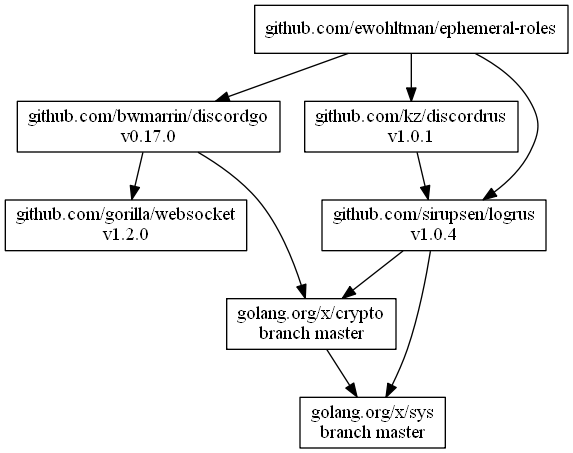 github.com/ewohltman/ephemeral-roles
github.com/bwmarrin/discordgo
v0.17.0
github.com/kz/discordrus
v1.0.1
github.com/gorilla/websocket
v1.2.0
github.com/sirupsen/logrus
v1.0.4
golang.org/x/crypto
branch master
golang.org/x/sys
branch master